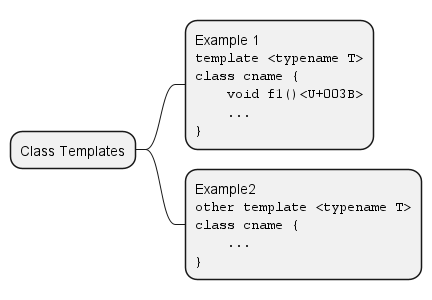 Class Templates
Example 1
template <typename T>
class cname {
    void f1()<U+003B>
    ...
}
Example2
other template <typename T>
class cname {
    ...
}